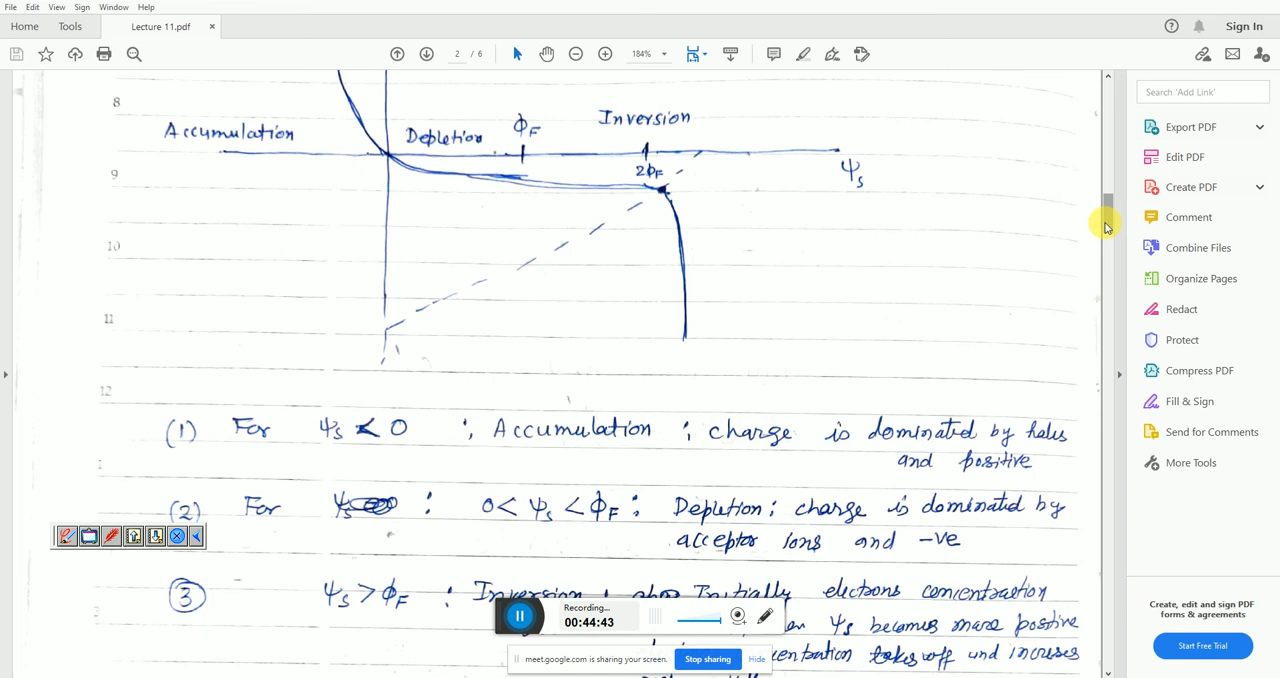 File Edit View Sign Window Help
Home Tools Lecture 11.pdf × Sign In
2 / 6 184%
8
Accumulation Depletion ϕF Inversion
2ϕF ψs
9
10
11
12
(1) For ψs < 0 : Accumulation : charge is dominated by holes
and positive
(2) For : 0 < ψs < ϕF : Depletion : charge is dominated by
acceptor ions and -ve
(3) ψs > ϕF : Inversion : Initially electrons concentration
ψs becomes more positive
takes off and increses
Recording...
00:44:43
meet.google.com is sharing your screen. Stop sharing Hide
Search 'Add Link'
Export PDF
Edit PDF
Create PDF
Comment
Combine Files
Organize Pages
Redact
Protect
Compress PDF
Fill & Sign
Send for Comments
More Tools
Create, edit and sign PDF
forms & agreements
Start Free Trial